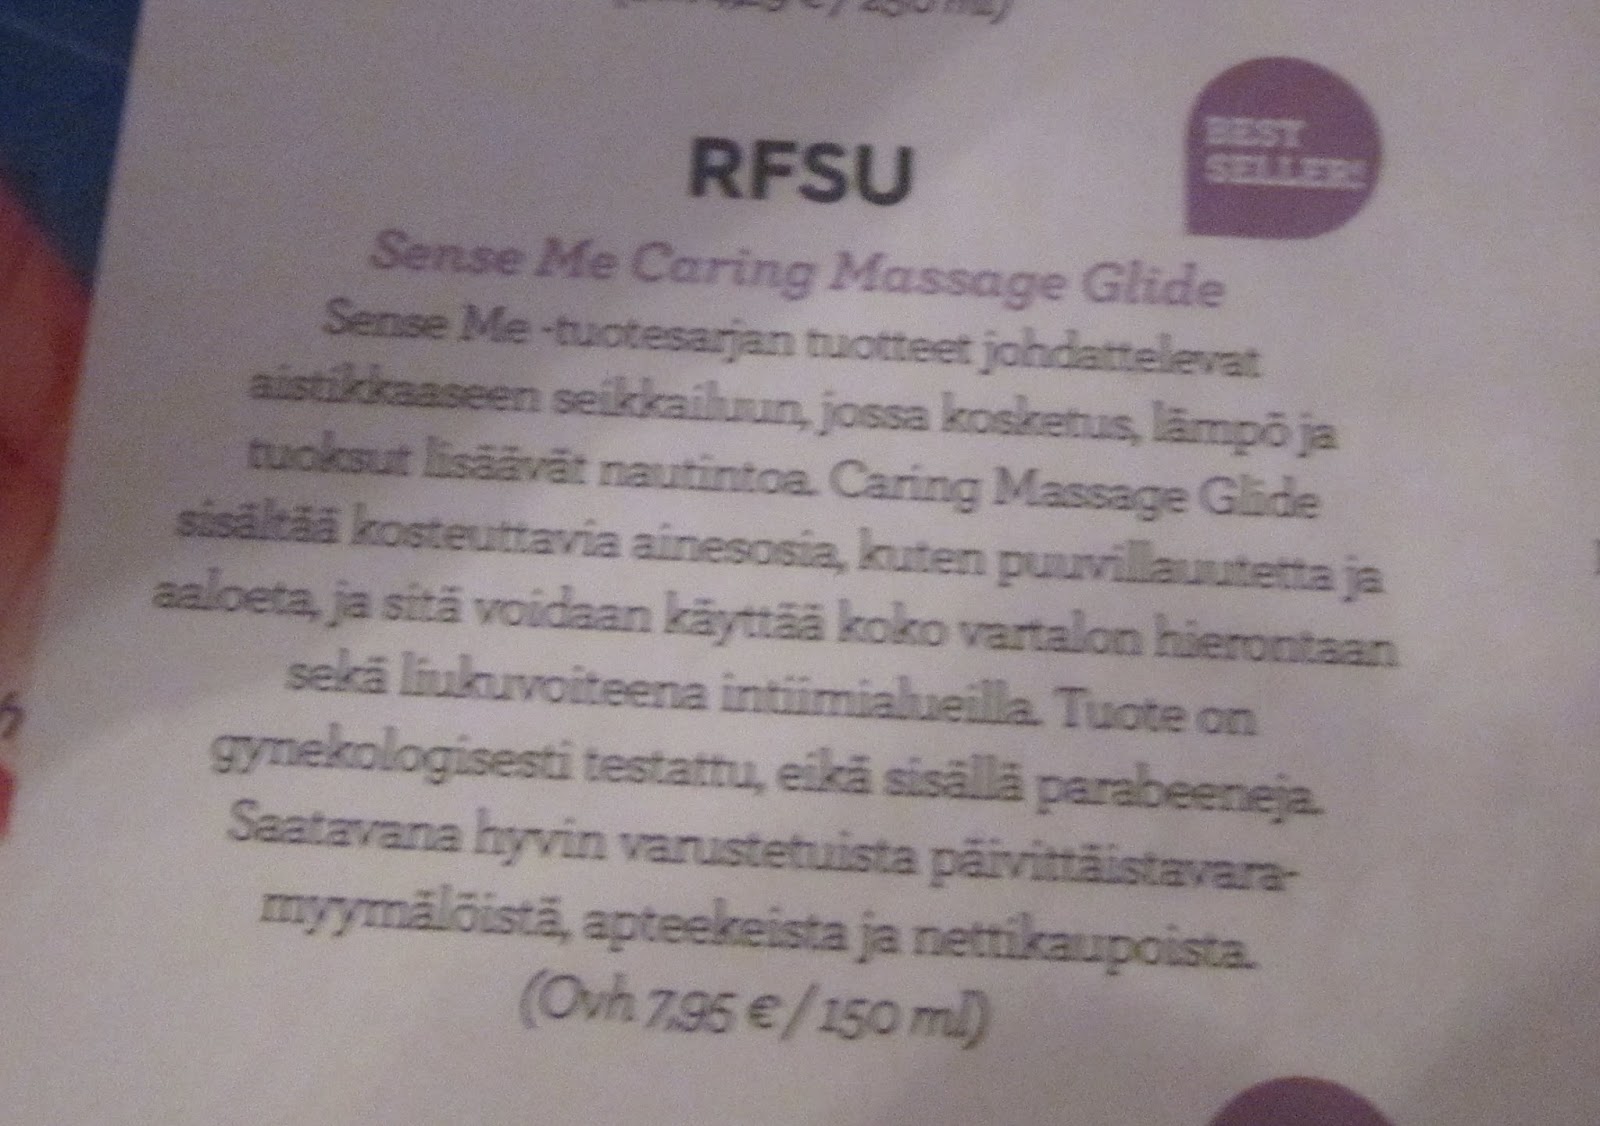 RFSU
BEST
SELLER!
Sense Me Caring Massage Glide
Sense Me -tuotesarjan tuotteet johdattelevat
aistikkaaseen seikkailuun, jossa kosketus, lämpö ja
tuoksut lisäävät nautintoa. Caring Massage Glide
sisältää kosteuttavia ainesosia, kuten puuvillauutetta ja
aaloeta, ja sitä voidaan käyttää koko vartalon hierontaan
sekä liukuvoiteena intiimialueilla. Tuote on
gynekologisesti testattu, eikä sisällä parabeeneja.
Saatavana hyvin varustetuista päivittäistavara-
myymälöistä, apteekeista ja nettikaupoista.
(Ovh 7,95 € / 150 ml)